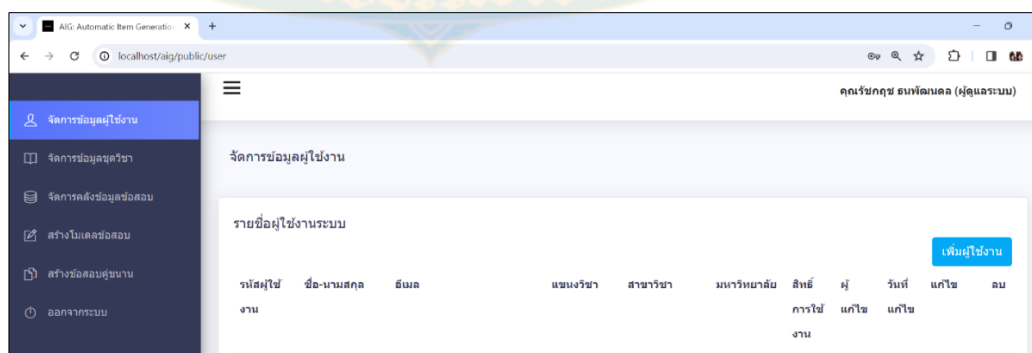 AIG: Automatic Item Generatio
localhost/aig/public/user
คุณรัชกฤช ธนพัฒนดล (ผู้ดูแลระบบ)
จัดการข้อมูลผู้ใช้งาน
จัดการข้อมูลชุดวิชา
จัดการคลังข้อมูลข้อสอบ
สร้างโมเดลข้อสอบ
สร้างข้อสอบคู่ขนาน
ออกจากระบบ
จัดการข้อมูลผู้ใช้งาน
รายชื่อผู้ใช้งานระบบ
เพิ่มผู้ใช้งาน
รหัสผู้ใช้ ชื่อ-นามสกุล อีเมล แขนงวิชา สาขาวิชา มหาวิทยาลัย สิทธิ์ ผู้ วันที่ แก้ไข ลบ
งาน การใช้ แก้ไข แก้ไข
งาน